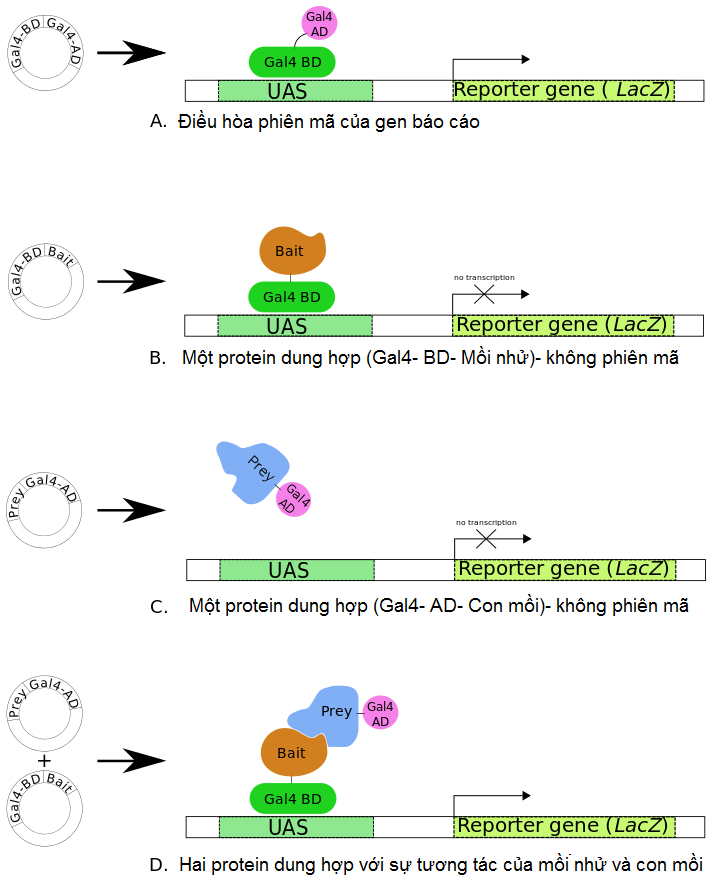 Gal4-BD Gal4-AD
Gal4
AD
Gal4 BD
UAS
Reporter gene ( LacZ)
A. Điều hòa phiên mã của gen báo cáo
Gal4-BD Bait
Bait
Gal4 BD
no transcription
UAS
Reporter gene (LacZ)
B. Một protein dung hợp (Gal4- BD- Mồi nhử)- không phiên mã
Prey Gal4-AD
Prey
Gal4
AD
no transcription
UAS
Reporter gene (LacZ)
C. Một protein dung hợp (Gal4- AD- Con mồi)- không phiên mã
Prey Gal4-AD
+
Gal4-BD Bait
Prey
Gal4
AD
Bait
Gal4 BD
UAS
Reporter gene (LacZ)
D. Hai protein dung hợp với sự tương tác của mồi nhử và con mồi